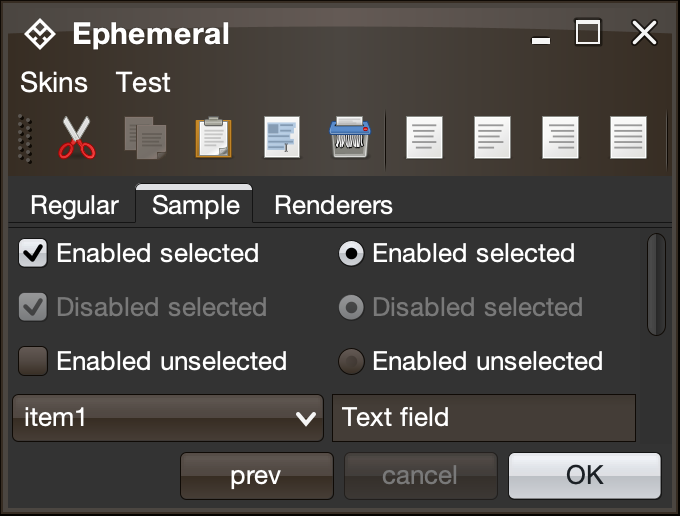 Ephemeral
Skins Test
Regular Sample Renderers
Enabled selected Enabled selected
Disabled selected Disabled selected
Enabled unselected Enabled unselected
item1 Text field
prev cancel OK